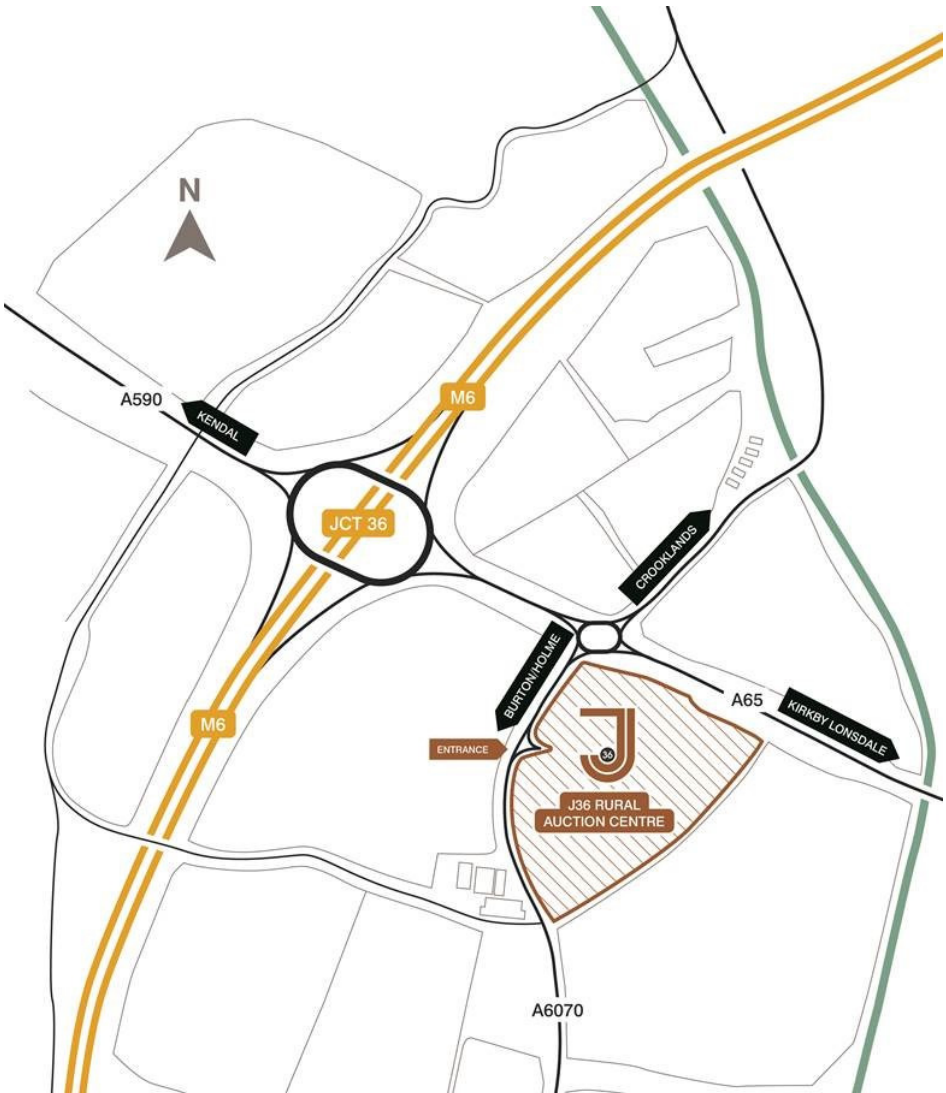 N
A590
KENDAL
M6
JCT 36
CROOKLANDS
BURTON/HOLME
M6
A65
KIRKBY LONSDALE
ENTRANCE
J
36
J36 RURAL
AUCTION CENTRE
A6070